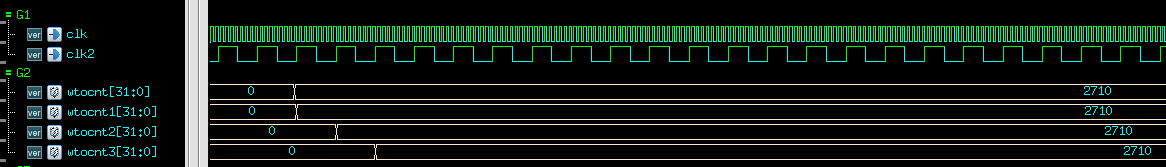 G1
ver clk
ver clk2
G2
ver wtocnt[31:0] 0 2710
ver wtocnt1[31:0] 0 2710
ver wtocnt2[31:0] 0 2710
ver wtocnt3[31:0] 0 2710